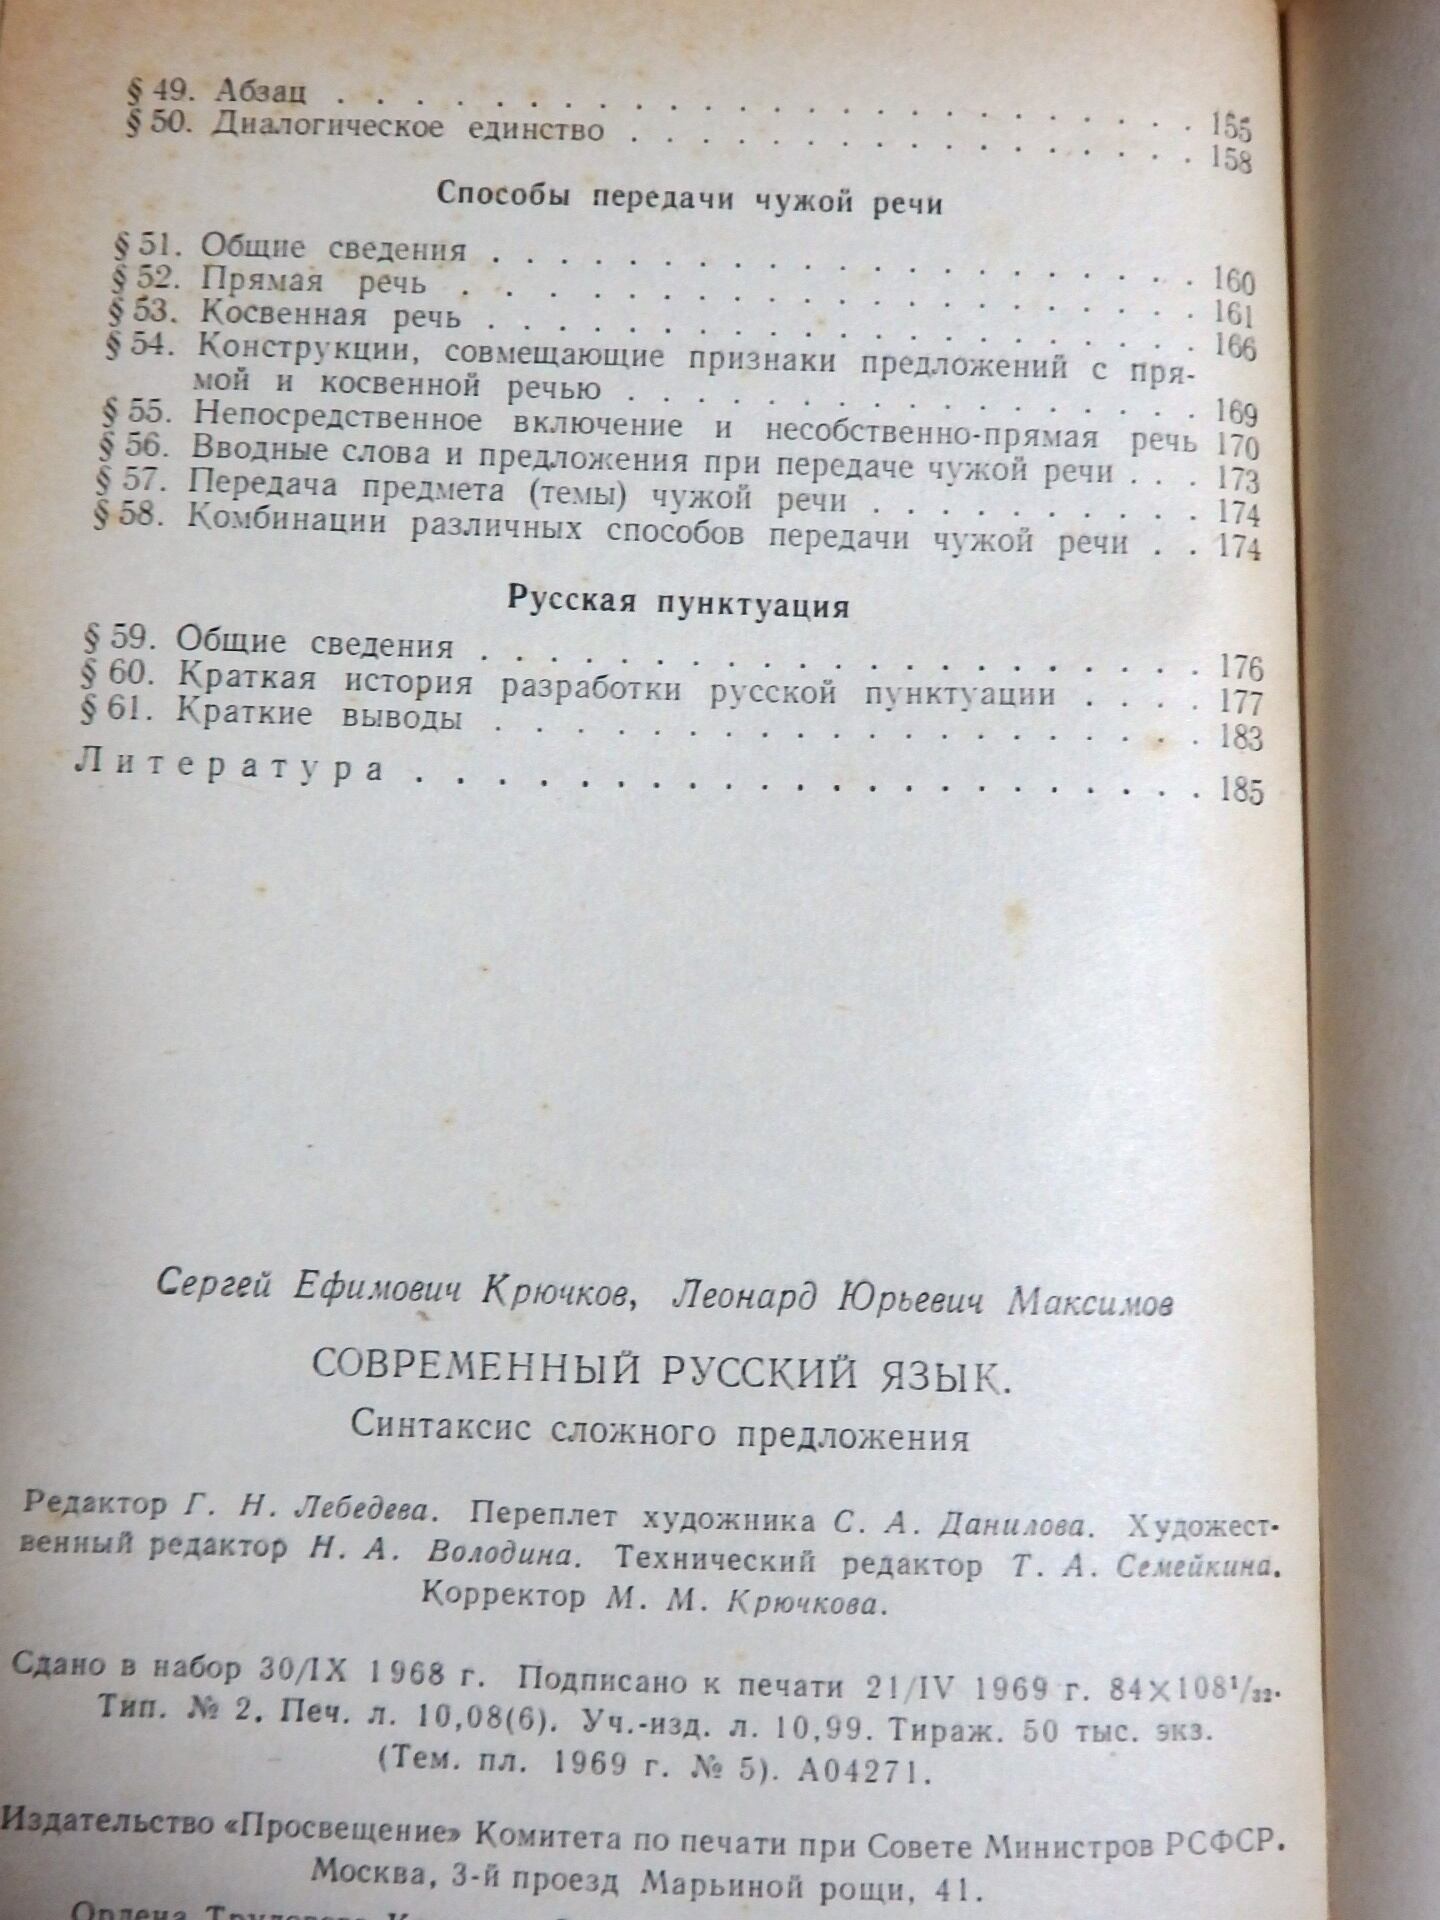 § 49. Абзац . . . . . . . . . . . . . . . . . . . . 155
§ 50. Диалогическое единство . . . . . . . . . . . . . . . . 158
Способы передачи чужой речи
§ 51. Общие сведения . . . . . . . . . . . . . . . . . . . . 160
§ 52. Прямая речь . . . . . . . . . . . . . . . . . . . . 161
§ 53. Косвенная речь . . . . . . . . . . . . . . . . . . . . 166
§ 54. Конструкции, совмещающие признаки предложений с пря-
мой и косвенной речью . . . . . . . . . . . . . . . . 169
§ 55. Непосредственное включение и несобственно-прямая речь 170
§ 56. Вводные слова и предложения при передаче чужой речи . . . 173
§ 57. Передача предмета (темы) чужой речи . . . . . . . . . . 174
§ 58. Комбинации различных способов передачи чужой речи . . 174
Русская пунктуация
§ 59. Общие сведения . . . . . . . . . . . . . . . . . . . . 176
§ 60. Краткая история разработки русской пунктуации . . . . 177
§ 61. Краткие выводы . . . . . . . . . . . . . . . . . . . . 183
Литература . . . . . . . . . . . . . . . . . . . . 185
Сергей Ефимович Крючков, Леонард Юрьевич Максимов
СОВРЕМЕННЫЙ РУССКИЙ ЯЗЫК.
Синтаксис сложного предложения
Редактор Г. Н. Лебедева. Переплет художника С. А. Данилова. Художест-
венный редактор Н. А. Володина. Технический редактор Т. А. Семейкина.
Корректор М. М. Крючкова.
Сдано в набор 30/IX 1968 г. Подписано к печати 21/IV 1969 г. 84×108¹/₃₂.
Тип. № 2. Печ. л. 10,08(6). Уч.-изд. л. 10,99. Тираж. 50 тыс. экз.
(Тем. пл. 1969 г. № 5). А04271.
Издательство «Просвещение» Комитета по печати при Совете Министров РСФСР.
Москва, 3-й проезд Марьиной рощи, 41.
Ордена Трудового